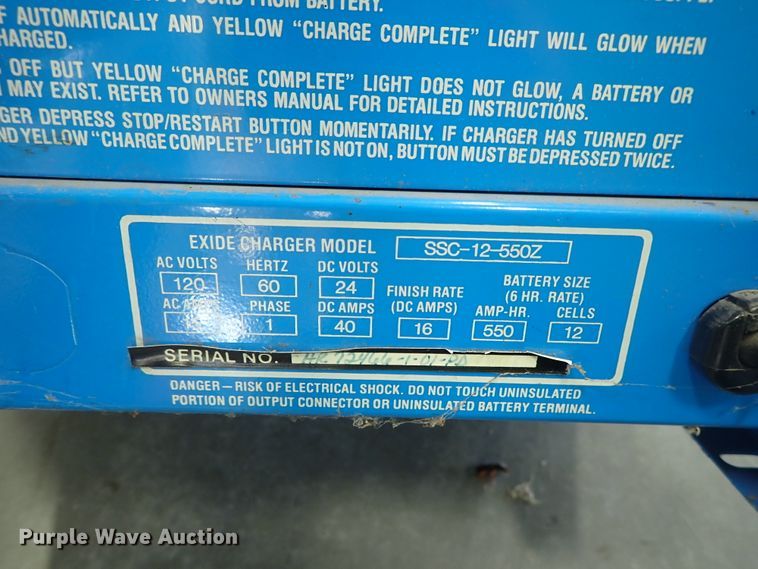 CORD FROM BATTERY.
F AUTOMATICALLY AND YELLOW “CHARGE COMPLETE” LIGHT WILL GLOW WHEN
HARGED.
OFF BUT YELLOW “CHARGE COMPLETE” LIGHT DOES NOT GLOW, A BATTERY OR
MAY EXIST. REFER TO OWNERS MANUAL FOR DETAILED INSTRUCTIONS.
GER DEPRESS STOP/RESTART BUTTON MOMENTARILY. IF CHARGER HAS TURNED OFF
ND YELLOW “CHARGE COMPLETE” LIGHT IS NOT ON, BUTTON MUST BE DEPRESSED TWICE.
EXIDE CHARGER MODEL SSC-12-550Z
AC VOLTS HERTZ DC VOLTS FINISH RATE (DC AMPS) BATTERY SIZE (6 HR. RATE)
120 60 24
AC PHASE DC AMPS AMP-HR. CELLS
1 40 16 550 12
SERIAL NO.
DANGER – RISK OF ELECTRICAL SHOCK. DO NOT TOUCH UNINSULATED
PORTION OF OUTPUT CONNECTOR OR UNINSULATED BATTERY TERMINAL.
Purple Wave Auction